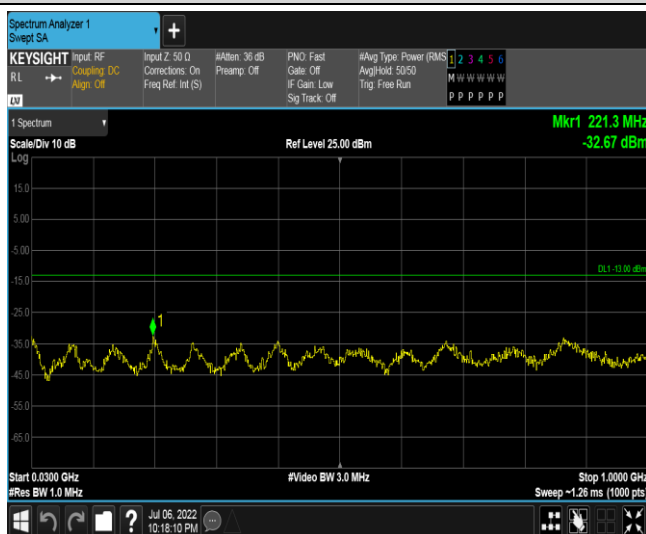 Spectrum Analyzer 1
Swept SA
KEYSIGHT
RL
LXI
Input: RF
Coupling: DC
Align: Off
Input Z: 50 Ω
Corrections: On
Freq Ref: Int (S)
#Atten: 36 dB
Preamp: Off
PNO: Fast
Gate: Off
IF Gain: Low
Sig Track: Off
#Avg Type: Power (RMS
Avg|Hold: 50/50
Trig: Free Run
1 2 3 4 5 6
M W W W W W
P P P P P P
1 Spectrum
Mkr1 221.3 MHz
-32.67 dBm
Scale/Div 10 dB
Ref Level 25.00 dBm
Log
15.0
5.00
-5.00
DL1 -13.00 dBm
-15.0
-25.0
1
-35.0
-45.0
-55.0
-65.0
Start 0.0300 GHz
#Video BW 3.0 MHz
Stop 1.0000 GHz
#Res BW 1.0 MHz
Sweep ~1.26 ms (1000 pts)
Jul 06, 2022
10:18:10 PM